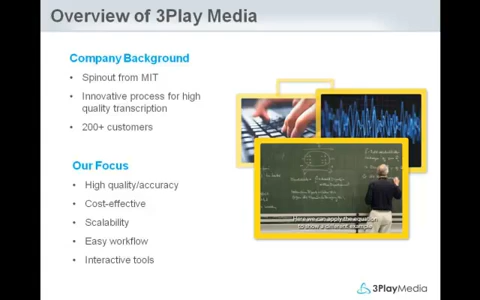 Overview of 3Play Media
Company Background
• Spinout from MIT
• Innovative process for high
quality transcription
• 200+ customers
Our Focus
• High quality/accuracy
• Cost-effective
• Scalability
• Easy workflow
• Interactive tools
Here we can apply the equation
to show a different example
3PlayMedia